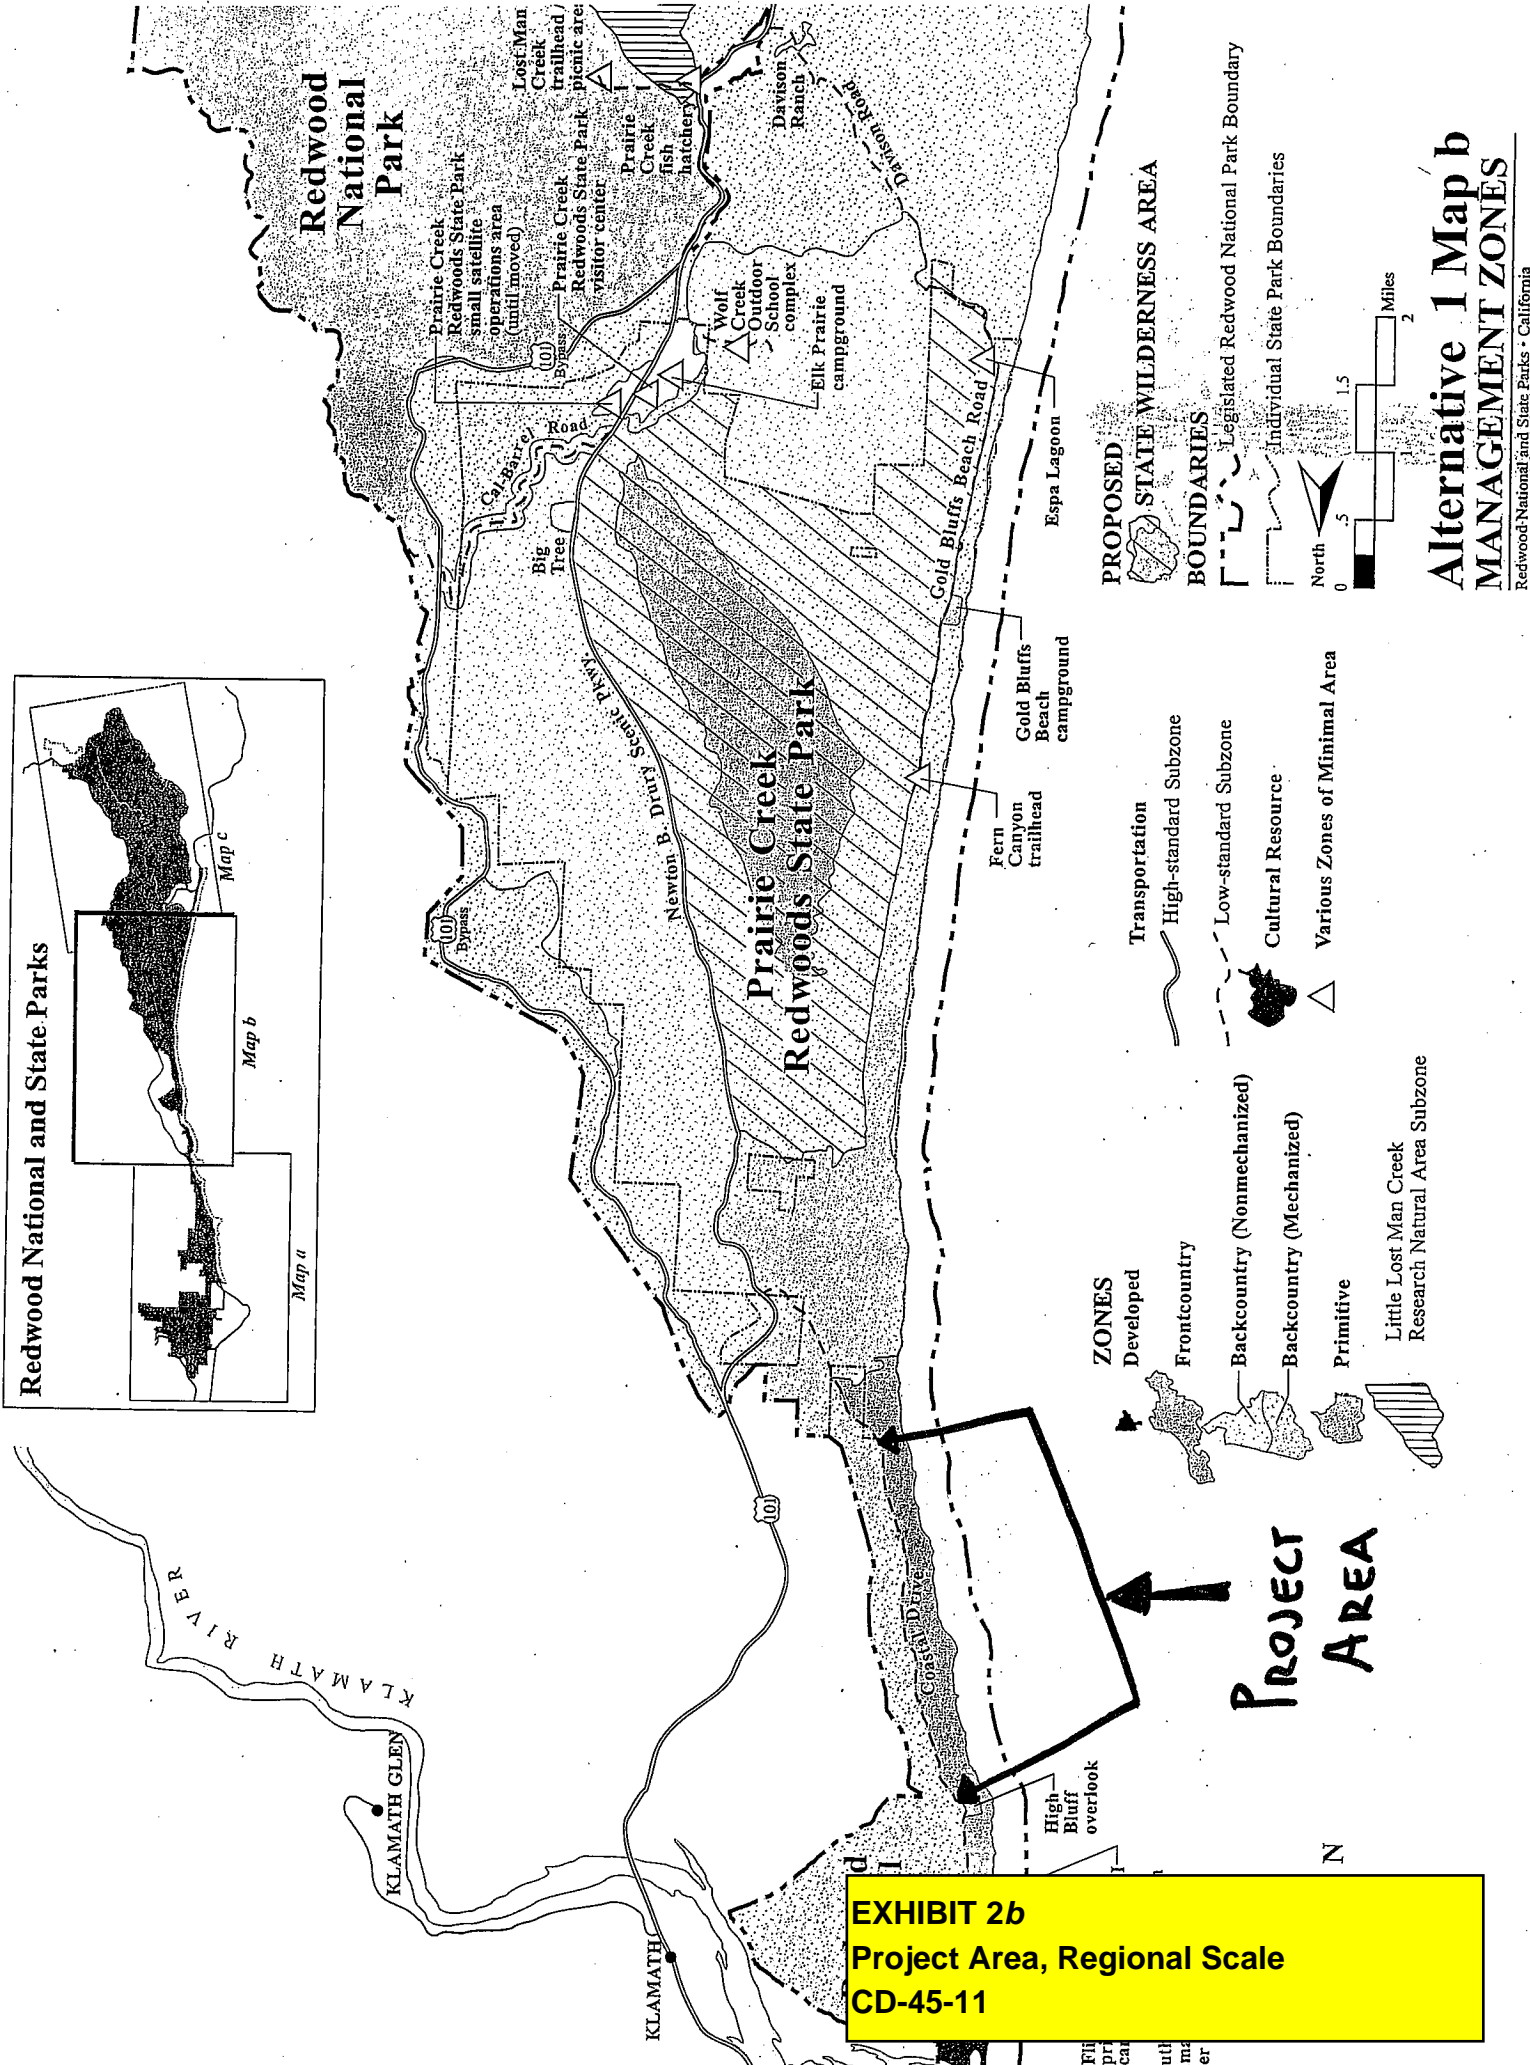 Redwood National and State Parks
Map a
Map b
Map c
Redwood
National
Park
Lost Man
Creek
trailhead
Prairie Creek
Redwoods State Park
small satellite
operations area
(until moved)
Prairie Creek
Redwoods State Park
visitor center
Prairie
Creek
fish
hatchery
Davison
Ranch
Davison Road
101
Bypass
Wolf
Creek
Outdoor
School
complex
Elk Prairie
campground
Cal-Barrel Road
Big
Tree
Gold Bluffs Beach Road
Espa Lagoon
Newton B. Drury Scenic Pkwy.
Prairie Creek
Redwoods State Park
Gold Bluffs
Beach
campground
Fern
Canyon
trailhead
101
Bypass
101
Coastal Drive
High
Bluff
overlook
KLAMATH RIVER
KLAMATH GLEN
KLAMATH
PROJECT
AREA
ZONES
Developed
Frontcountry
Backcountry (Nonmechanized)
Backcountry (Mechanized)
Primitive
Little Lost Man Creek
Research Natural Area Subzone
Transportation
High-standard Subzone
Low-standard Subzone
Cultural Resource
Various Zones of Minimal Area
PROPOSED
STATE WILDERNESS AREA
BOUNDARIES
Legislated Redwood National Park Boundary
Individual State Park Boundaries
North
0 .5 1 1.5 2
Miles
Alternative 1 Map b
MANAGEMENT ZONES
Redwood National and State Parks • California
N
EXHIBIT 2b
Project Area, Regional Scale
CD-45-11